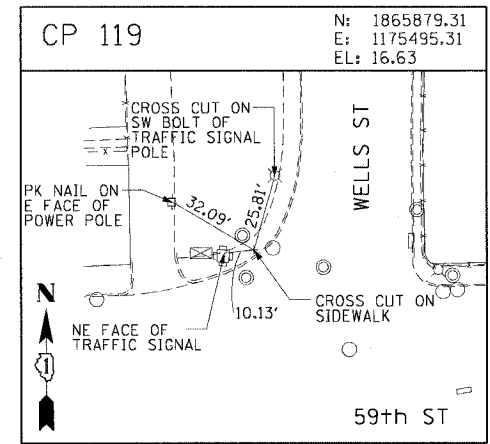 CP 119
N: 1865879.31
E: 1175495.31
EL: 16.63
CROSS CUT ON
SW BOLT OF
TRAFFIC SIGNAL
POLE
WELLS ST
PK NAIL ON
E FACE OF
POWER POLE
32.09'
25.81'
N
1
10.13'
CROSS CUT ON
SIDEWALK
NE FACE OF
TRAFFIC SIGNAL
59th ST